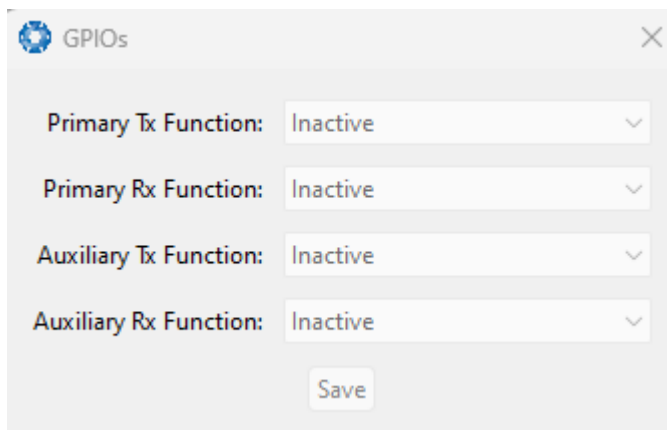 GPIOs
Primary Tx Function: Inactive
Primary Rx Function: Inactive
Auxiliary Tx Function: Inactive
Auxiliary Rx Function: Inactive
Save